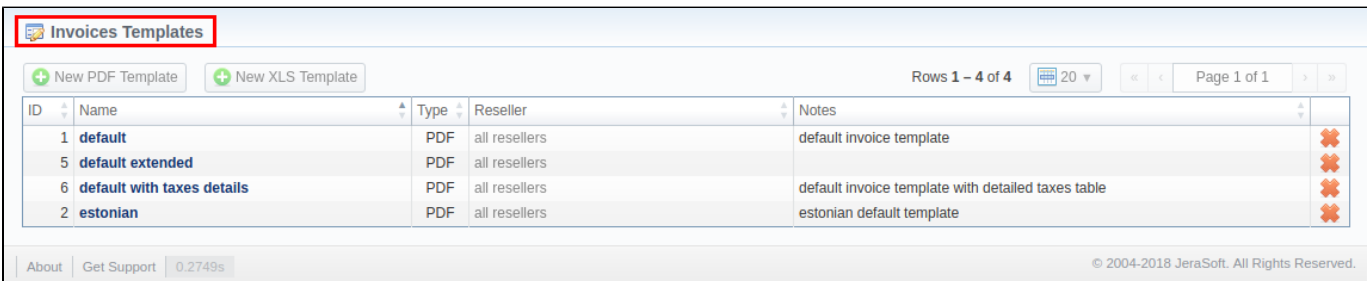 Invoices Templates
New PDF Template New XLS Template Rows 1 – 4 of 4 20 « ‹ Page 1 of 1 › »
ID Name Type Reseller Notes
1 default PDF all resellers default invoice template
5 default extended PDF all resellers
6 default with taxes details PDF all resellers default invoice template with detailed taxes table
2 estonian PDF all resellers estonian default template
About Get Support 0.2749s © 2004-2018 JeraSoft. All Rights Reserved.